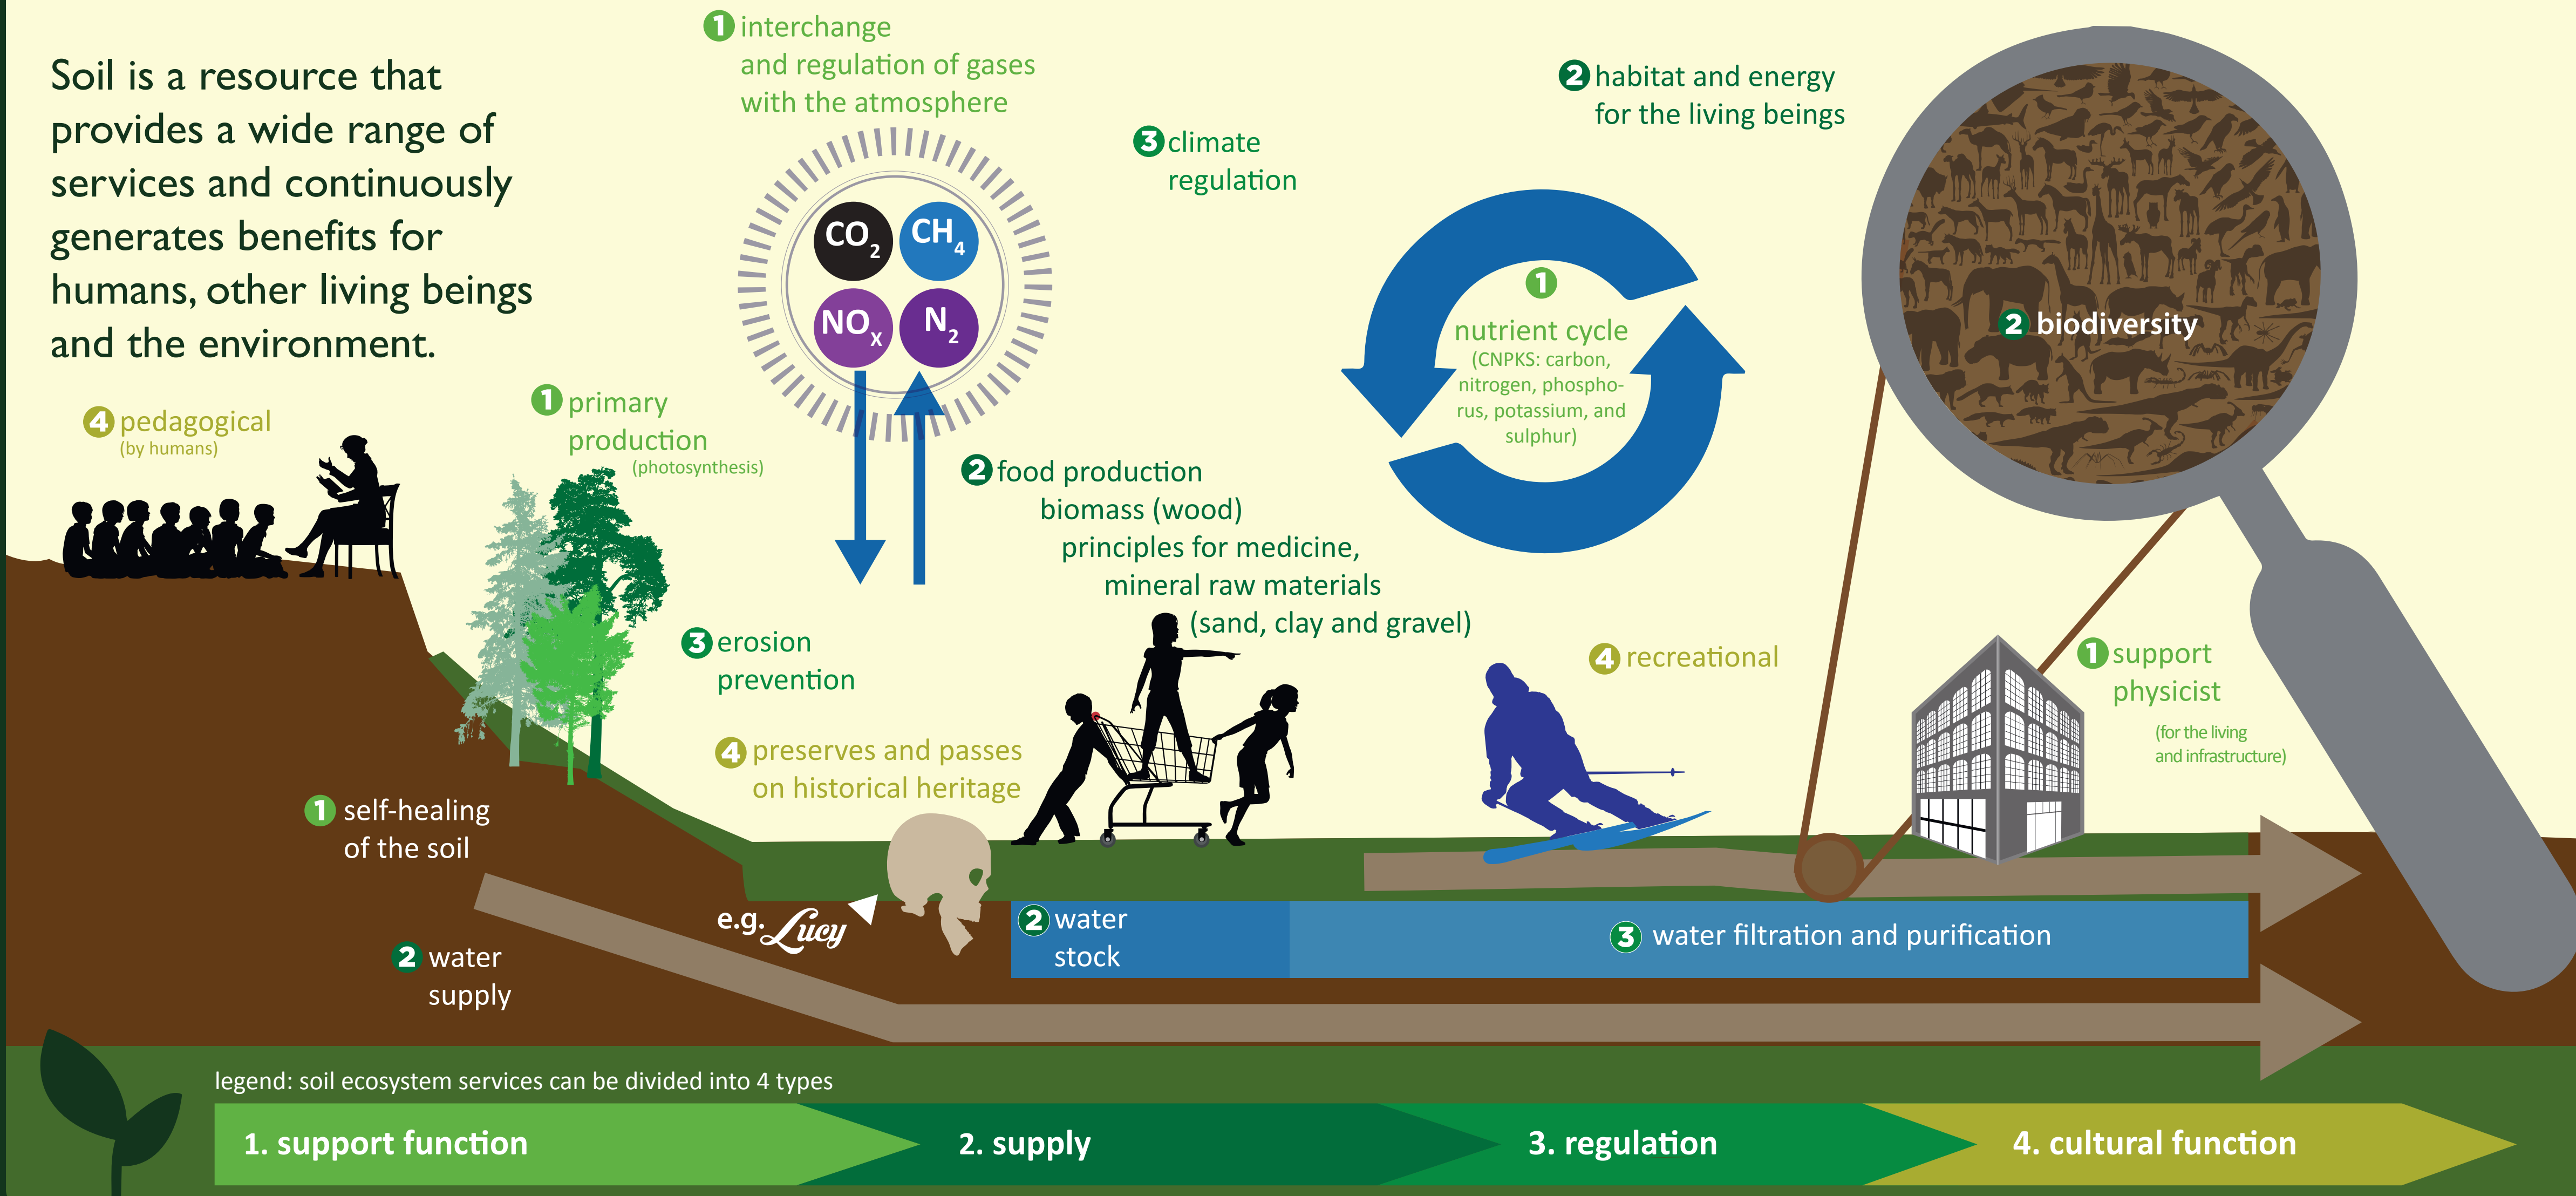 Soil is a resource that
provides a wide range of
services and continuously
generates benefits for
humans, other living beings
and the environment.
1 interchange
and regulation of gases
with the atmosphere
CO2 CH4
NOX N2
3 climate
regulation
2 habitat and energy
for the living beings
1
nutrient cycle
(CNPKS: carbon,
nitrogen, phospho-
rus, potassium, and
sulphur)
2 biodiversity
4 pedagogical
(by humans)
1 primary
production
(photosynthesis)
2 food production
biomass (wood)
principles for medicine,
mineral raw materials
(sand, clay and gravel)
3 erosion
prevention
4 recreational
1 support
physicist
(for the living
and infrastructure)
4 preserves and passes
on historical heritage
1 self-healing
of the soil
e.g. Lucy
2 water
stock
3 water filtration and purification
2 water
supply
legend: soil ecosystem services can be divided into 4 types
1. support function
2. supply
3. regulation
4. cultural function